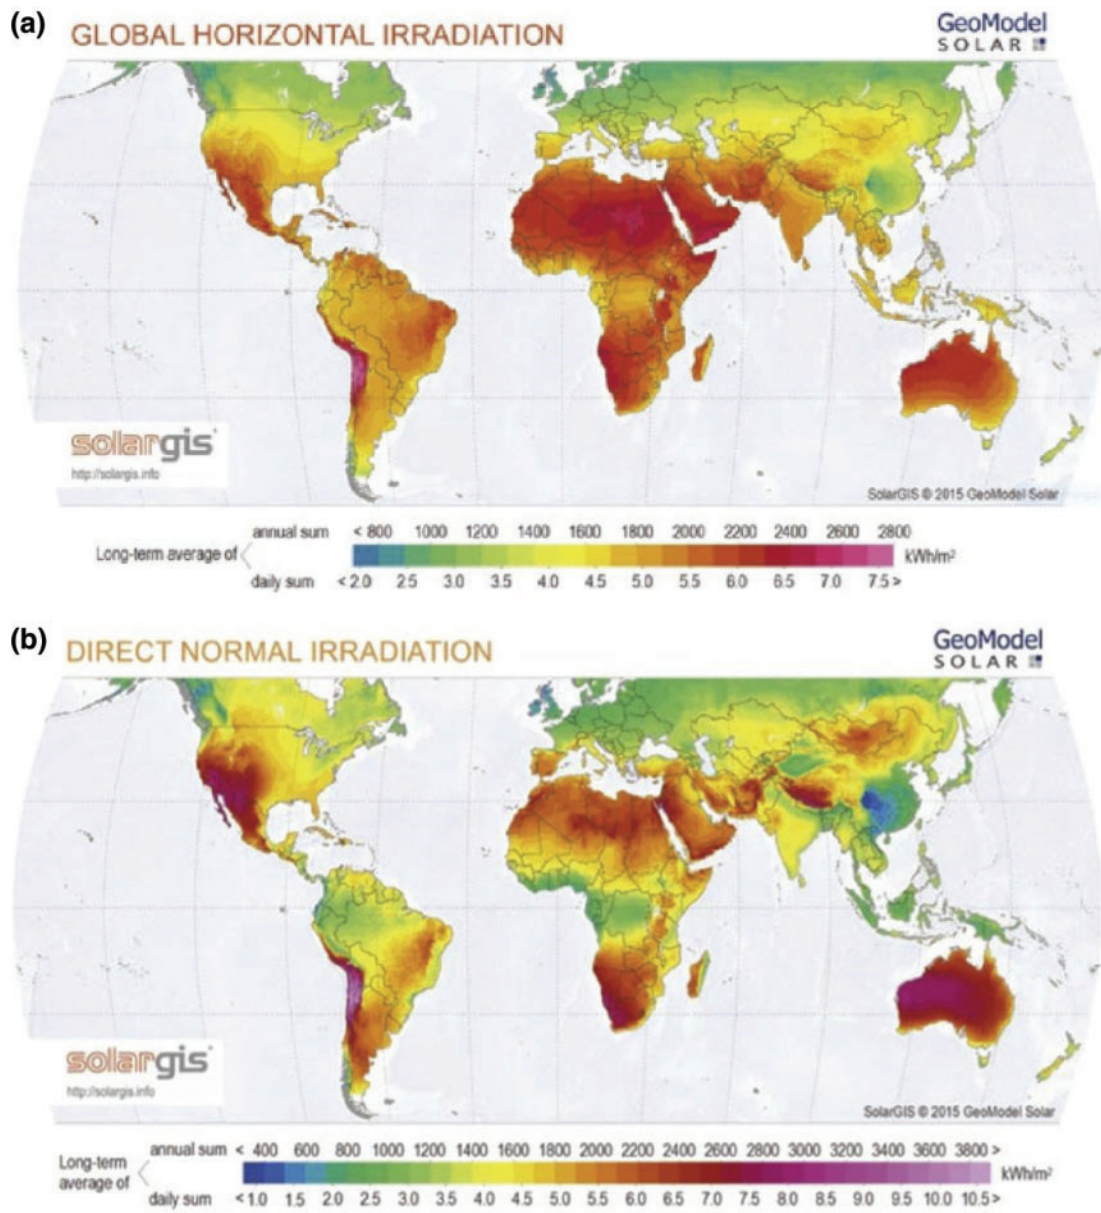 (a)
GLOBAL HORIZONTAL IRRADIATION
GeoModel
SOLAR
solargis
http://solargis.info
SolarGIS © 2015 GeoModel Solar
annual sum < 800 1000 1200 1400 1600 1800 2000 2200 2400 2600 2800
Long-term average of kWh/m²
daily sum < 2.0 2.5 3.0 3.5 4.0 4.5 5.0 5.5 6.0 6.5 7.0 7.5 >
(b)
DIRECT NORMAL IRRADIATION
GeoModel
SOLAR
solargis
http://solargis.info
SolarGIS © 2015 GeoModel Solar
annual sum < 400 600 800 1000 1200 1400 1600 1800 2000 2200 2400 2600 2800 3000 3200 3400 3600 3800 >
Long-term
average of kWh/m²
daily sum < 1.0 1.5 2.0 2.5 3.0 3.5 4.0 4.5 5.0 5.5 6.0 6.5 7.0 7.5 8.0 8.5 9.0 9.5 10.0 10.5 >